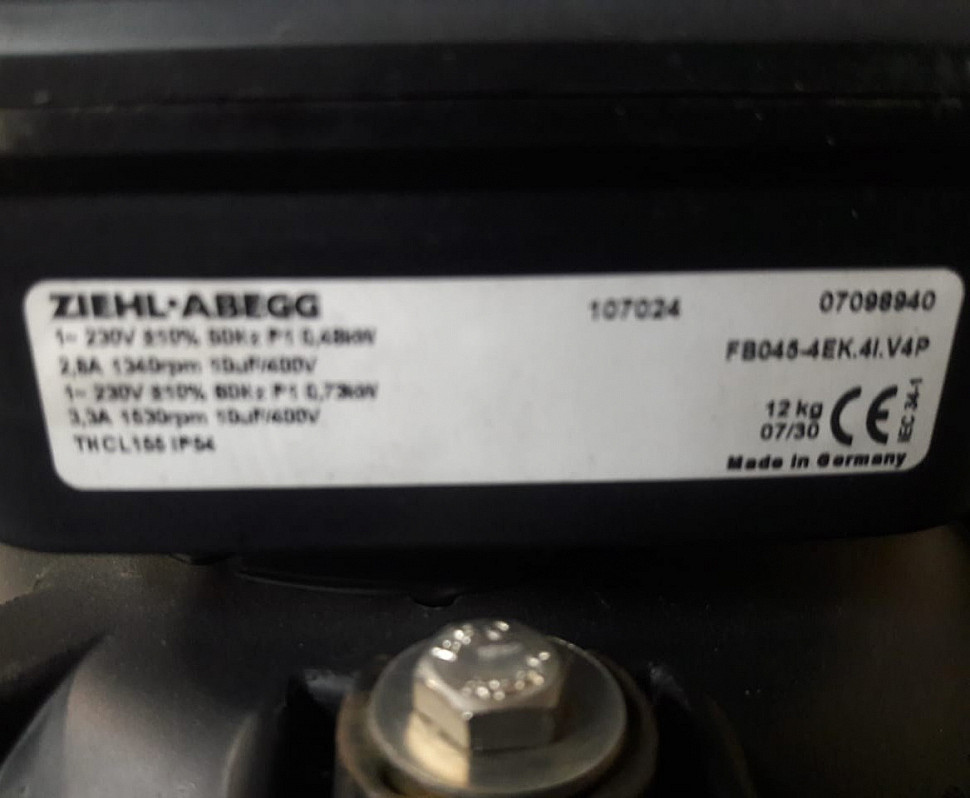 ZIEHL-ABEGG
107024
07098940
1~ 230V ±10% P1 0,48kW
2,8A 1340rpm 10uF/400V
1~ 230V ±10% 60Hz P1 0,73kW
3,3A 1530rpm 10uF/400V
THCL155 IP54
FB045-4EK.4I.V4P
12 kg
07/30
CE
IEC 34-1
Made in Germany